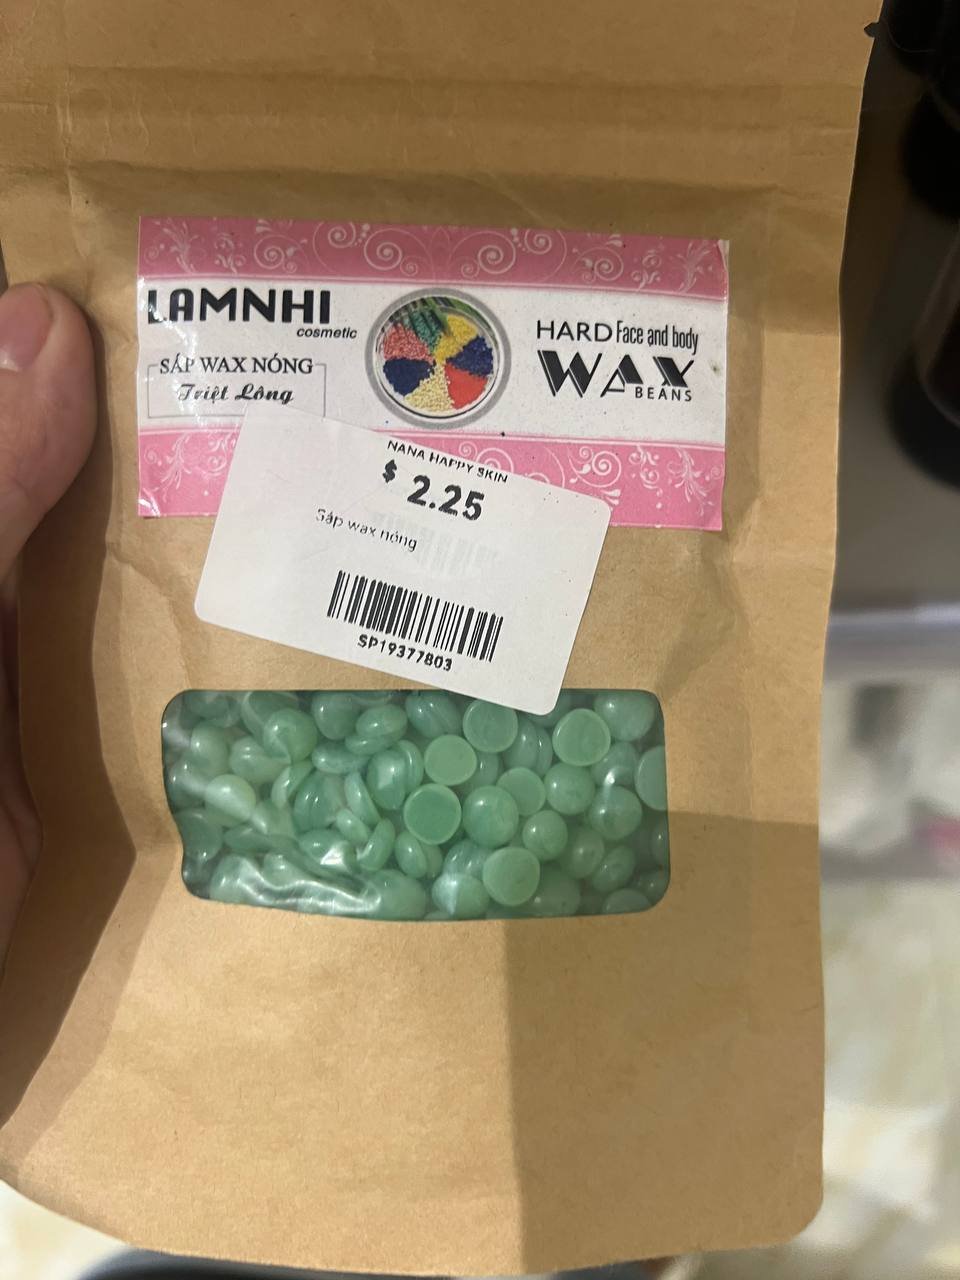 LAMNHI
cosmetic
SÁP WAX NÓNG
Triệt Lông
HARD Face and body
WAX
BEANS
NANA HAPPY SKIN
$ 2.25
Sáp wax nóng
SP19377803